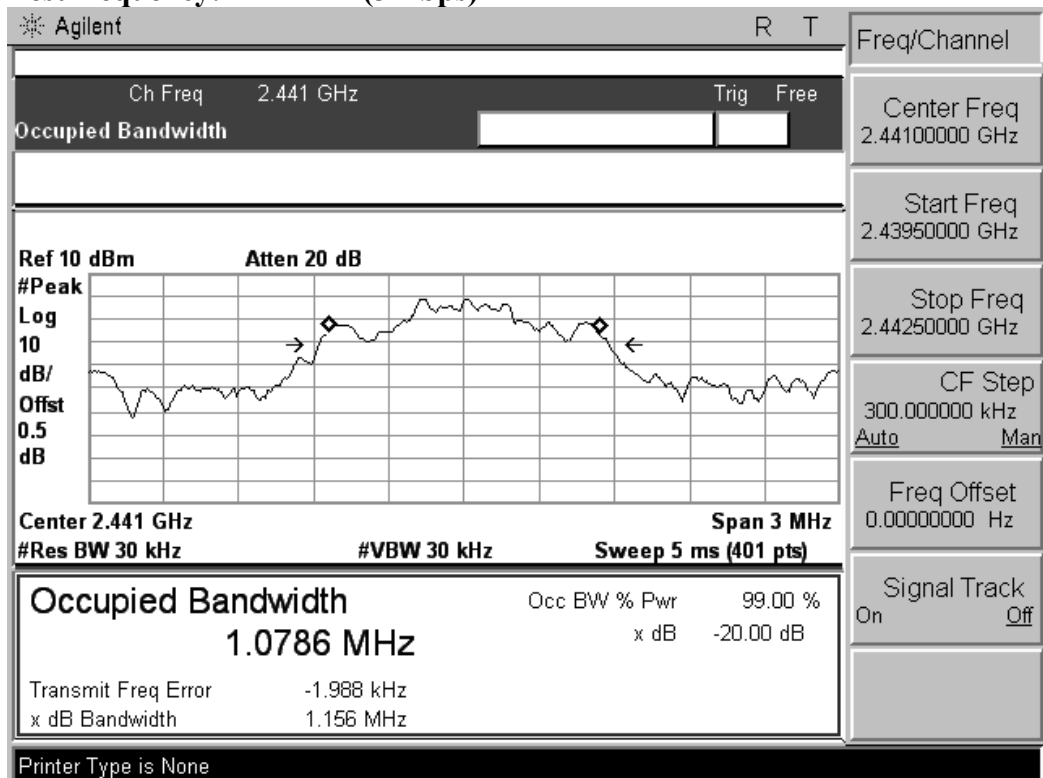 Agilent
R T
Ch Freq 2.441 GHz Trig Free
Occupied Bandwidth
Ref 10 dBm Atten 20 dB
#Peak
Log
10
dB/
Offst
0.5
dB
Center 2.441 GHz Span 3 MHz
#Res BW 30 kHz #VBW 30 kHz Sweep 5 ms (401 pts)
Occupied Bandwidth
1.0786 MHz
Occ BW % Pwr 99.00 %
x dB -20.00 dB
Transmit Freq Error -1.988 kHz
x dB Bandwidth 1.156 MHz
Printer Type is None
Freq/Channel
Center Freq
2.44100000 GHz
Start Freq
2.43950000 GHz
Stop Freq
2.44250000 GHz
CF Step
300.000000 kHz
Auto Man
Freq Offset
0.00000000 Hz
Signal Track
On Off